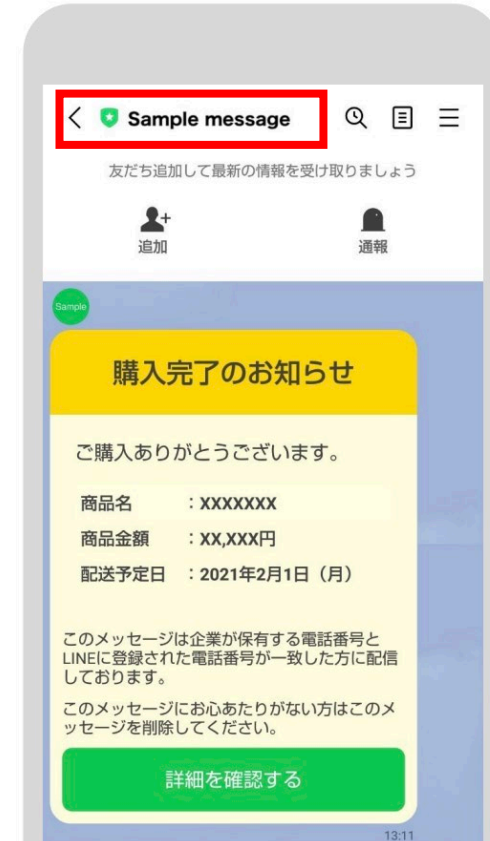 Sample message
友だち追加して最新の情報を受け取りましょう
追加
通報
Sample
購入完了のお知らせ
ご購入ありがとうございます。
商品名 ：XXXXXXX
商品金額 ：XX,XXX円
配送予定日 ：2021年2月1日（月）
このメッセージは企業が保有する電話番号と
LINEに登録された電話番号が一致した方に配信
しております。
このメッセージにお心あたりがない方はこのメ
ッセージを削除してください。
詳細を確認する
13:11